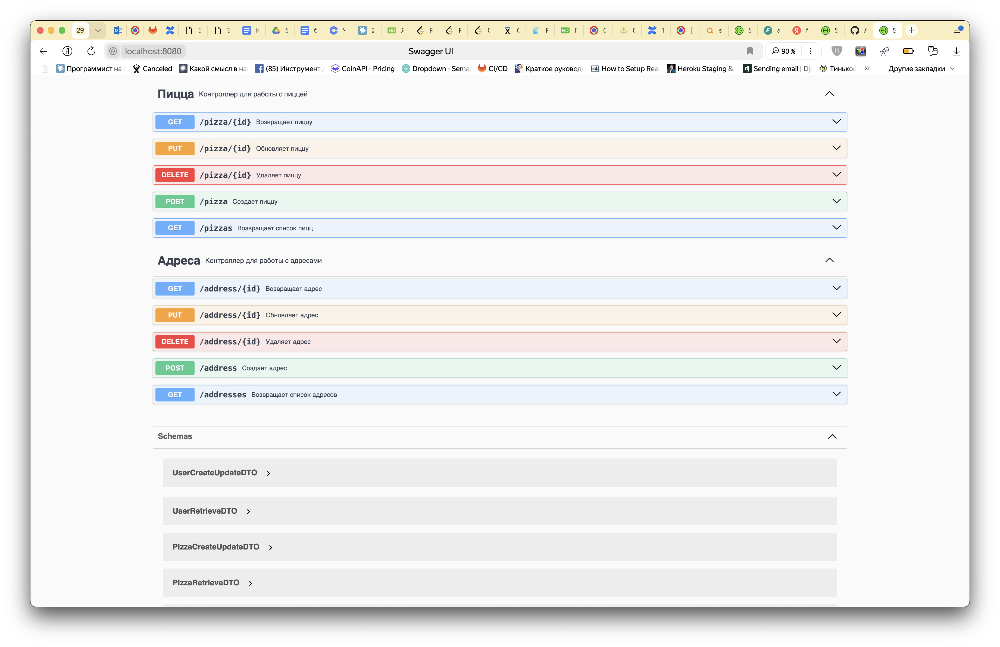 29
localhost:8080
Swagger UI
90 %
Программист на
Canceled
Какой смысл в на
(85) Инструмент
CoinAPI - Pricing
Dropdown - Sema
CI/CD
Краткое руковод
How to Setup Rea
Heroku Staging &
Sending email | Dja
Тинько
Другие закладки
Пицца Контроллер для работы с пиццей
GET /pizza/{id} Возвращает пиццу
PUT /pizza/{id} Обновляет пиццу
DELETE /pizza/{id} Удаляет пиццу
POST /pizza Создает пиццу
GET /pizzas Возвращает список пицц
Адреса Контроллер для работы с адресами
GET /address/{id} Возвращает адрес
PUT /address/{id} Обновляет адрес
DELETE /address/{id} Удаляет адрес
POST /address Создает адрес
GET /addresses Возвращает список адресов
Schemas
UserCreateUpdateDTO
UserRetrieveDTO
PizzaCreateUpdateDTO
PizzaRetrieveDTO